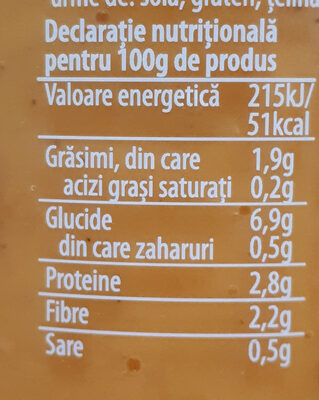 urme de: soia, gluten, țelină
Declarație nutrițională
pentru 100g de produs
Valoare energetică 215kJ/
51kcal
Grăsimi, din care 1,9g
acizi grași saturați 0,2g
Glucide 6,9g
din care zaharuri 0,5g
Proteine 2,8g
Fibre 2,2g
Sare 0,5g